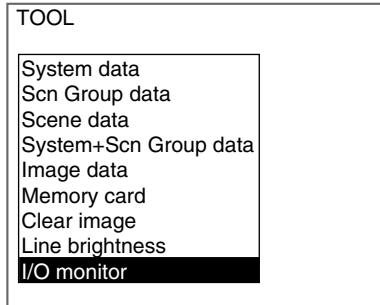 TOOL
System data
Scn Group data
Scene data
System+Scn Group data
Image data
Memory card
Clear image
Line brightness
I/O monitor